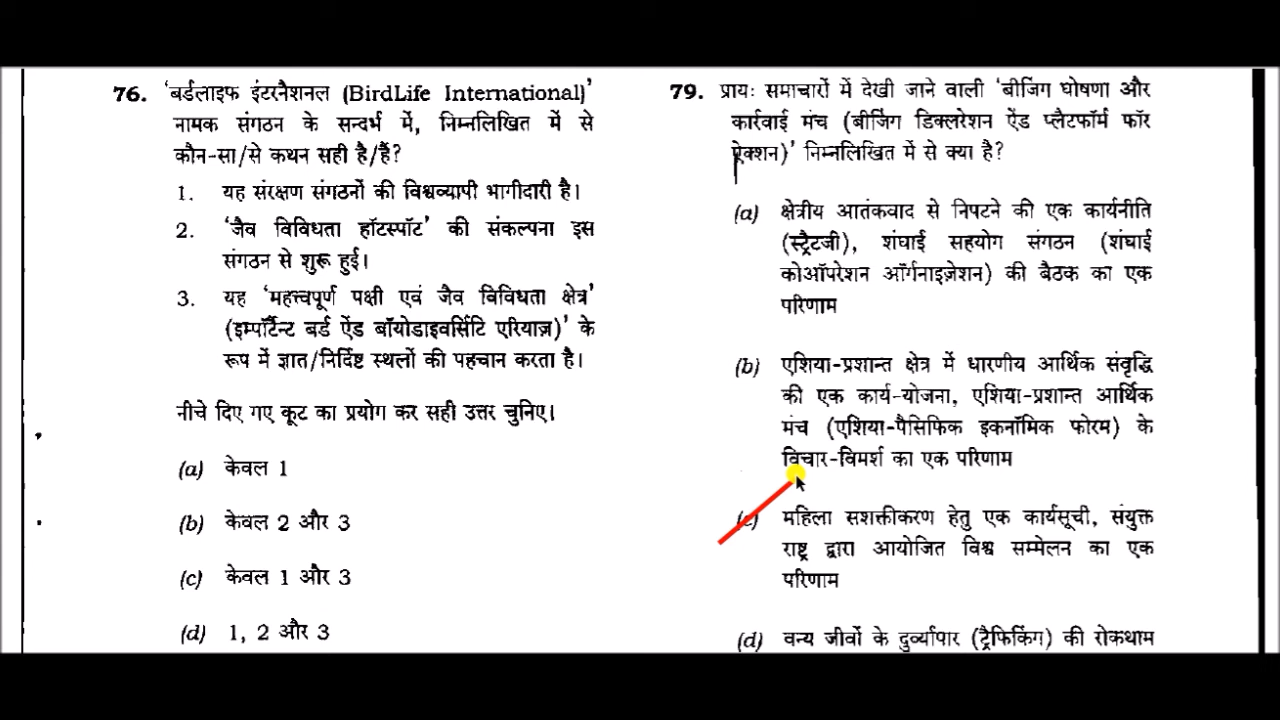 76. 'बर्डलाइफ इंटरनैशनल (BirdLife International)'
नामक संगठन के सन्दर्भ में, निम्नलिखित में से
कौन-सा/से कथन सही है/हैं?
1. यह संरक्षण संगठनों की विश्वव्यापी भागीदारी है।
2. 'जैव विविधता हॉटस्पॉट' की संकल्पना इस
संगठन से शुरू हुई।
3. यह 'महत्त्वपूर्ण पक्षी एवं जैव विविधता क्षेत्र'
(इम्पॉर्टैन्ट बर्ड ऐंड बॉयोडाइवर्सिटि एरियाज़)' के
रूप में ज्ञात/निर्दिष्ट स्थलों की पहचान करता है।
नीचे दिए गए कूट का प्रयोग कर सही उत्तर चुनिए।
(a) केवल 1
(b) केवल 2 और 3
(c) केवल 1 और 3
(d) 1, 2 और 3
79. प्रायः समाचारों में देखी जाने वाली 'बीजिंग घोषणा और
कार्रवाई मंच (बीजिंग डिक्लरेशन ऐंड प्लैटफॉर्म फॉर
ऐक्शन)' निम्नलिखित में से क्या है?
(a) क्षेत्रीय आतंकवाद से निपटने की एक कार्यनीति
(स्ट्रैटजी), शंघाई सहयोग संगठन (शंघाई
कोऑपरेशन ऑर्गनाइज़ेशन) की बैठक का एक
परिणाम
(b) एशिया-प्रशान्त क्षेत्र में धारणीय आर्थिक संवृद्धि
की एक कार्य-योजना, एशिया-प्रशान्त आर्थिक
मंच (एशिया-पैसिफिक इकनॉमिक फोरम) के
विचार-विमर्श का एक परिणाम
(c) महिला सशक्तीकरण हेतु एक कार्यसूची, संयुक्त
राष्ट्र द्वारा आयोजित विश्व सम्मेलन का एक
परिणाम
(d) वन्य जीवों के दुर्व्यापार (ट्रैफिकिंग) की रोकथाम